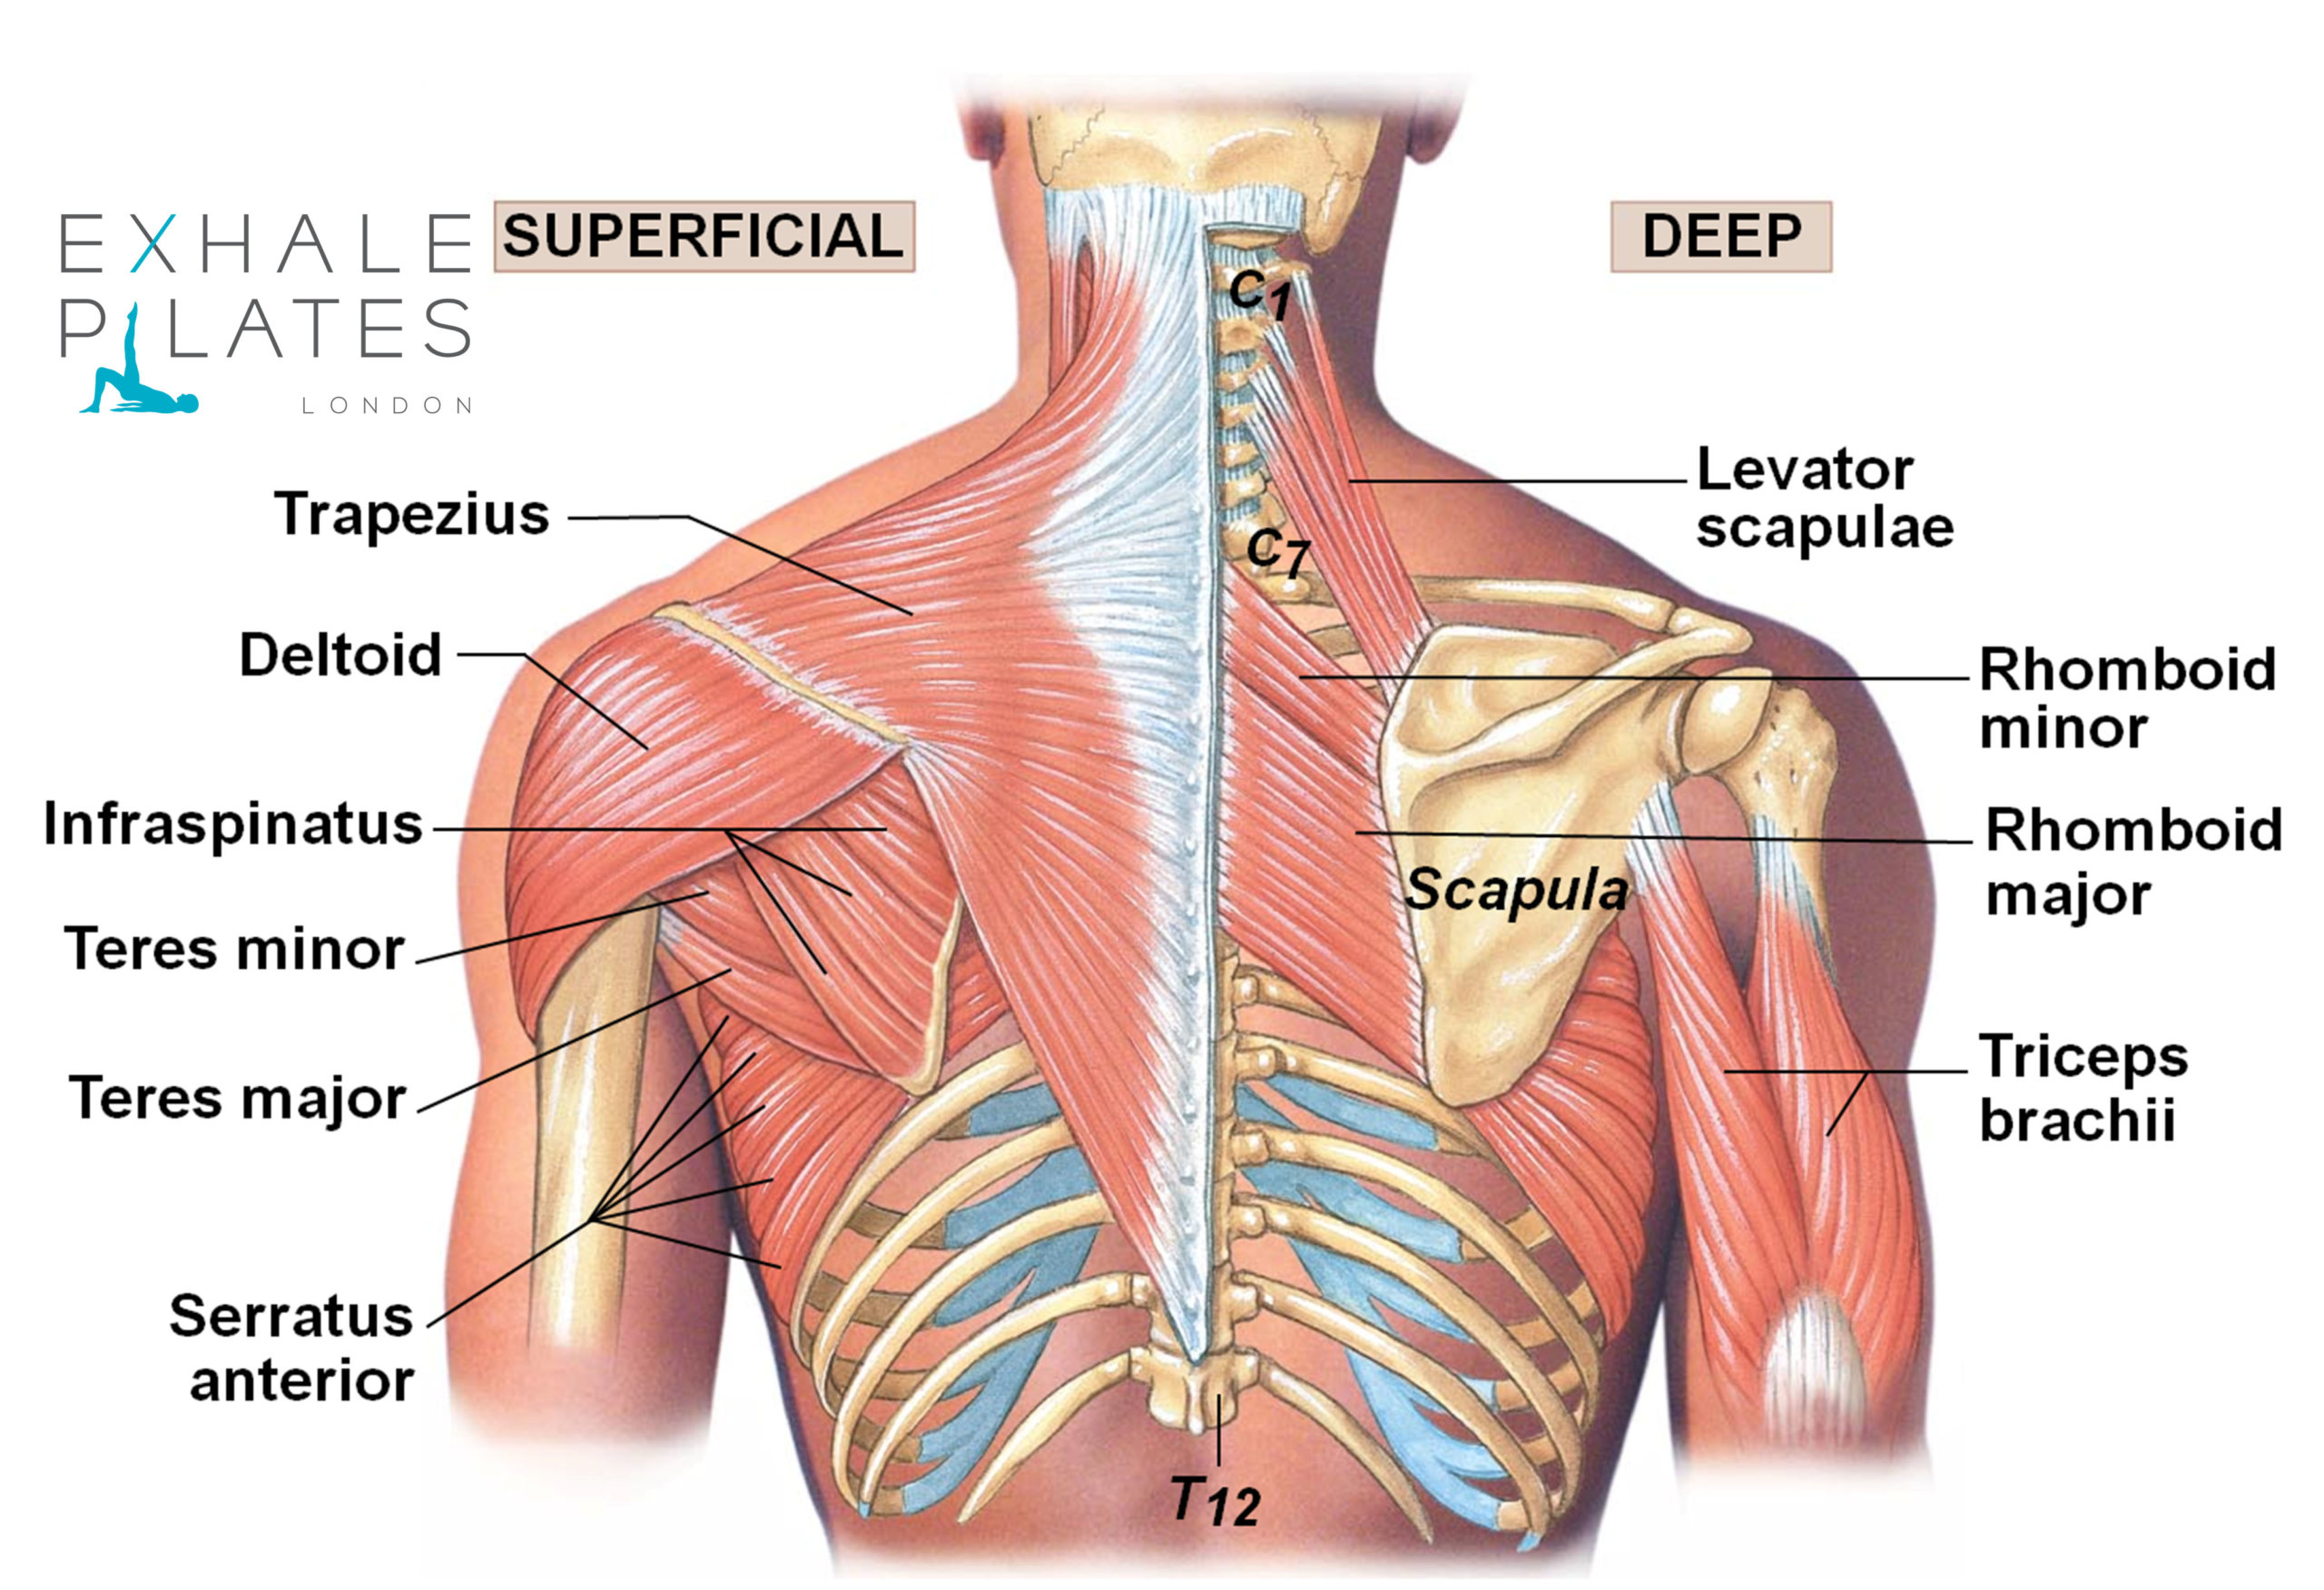 EXHALE
PILATES
LONDON
SUPERFICIAL
DEEP
C1
C7
Trapezius
Deltoid
Infraspinatus
Teres minor
Teres major
Serratus
anterior
Levator
scapulae
Rhomboid
minor
Rhomboid
major
Scapula
Triceps
brachii
T12